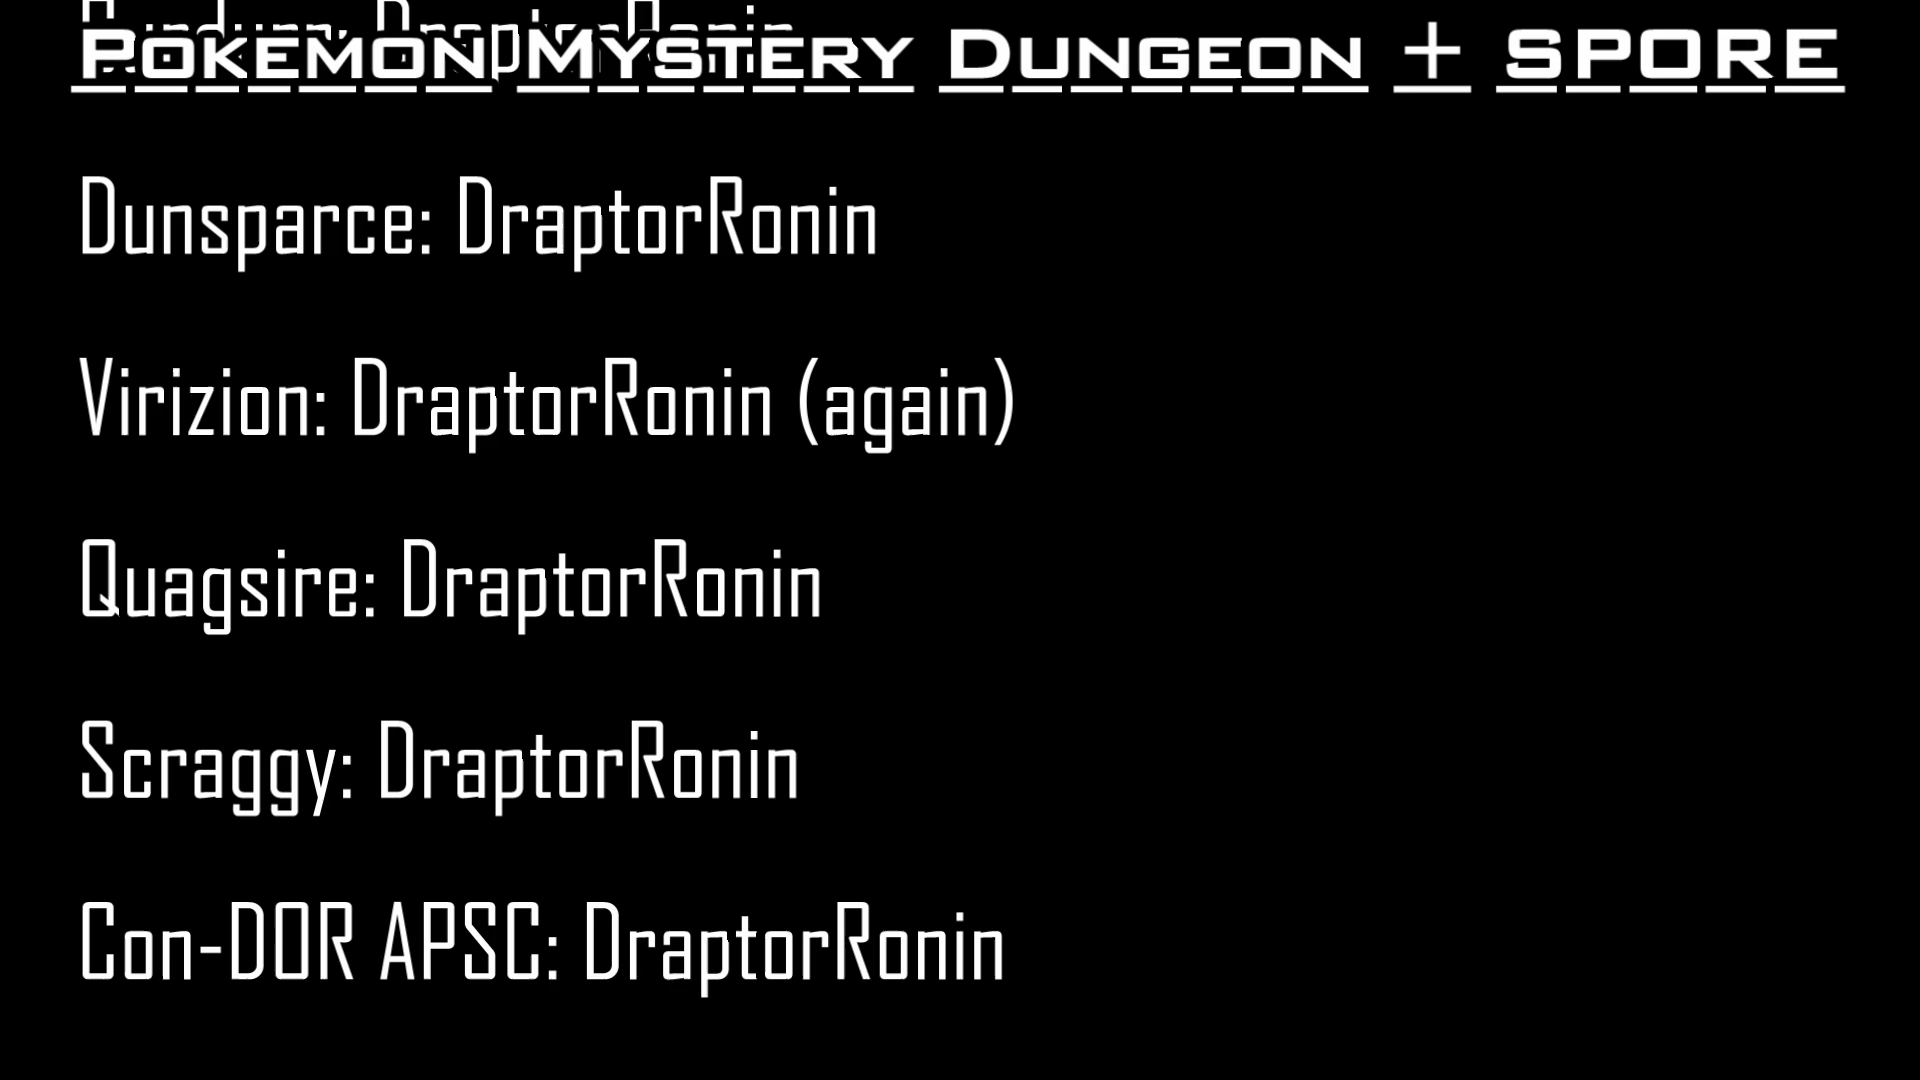 Pokemon Mystery Dungeon + SPORE
Dunsparce: DraptorRonin
Virizion: DraptorRonin (again)
Quagsire: DraptorRonin
Scraggy: DraptorRonin
Con-DOR APSC: DraptorRonin